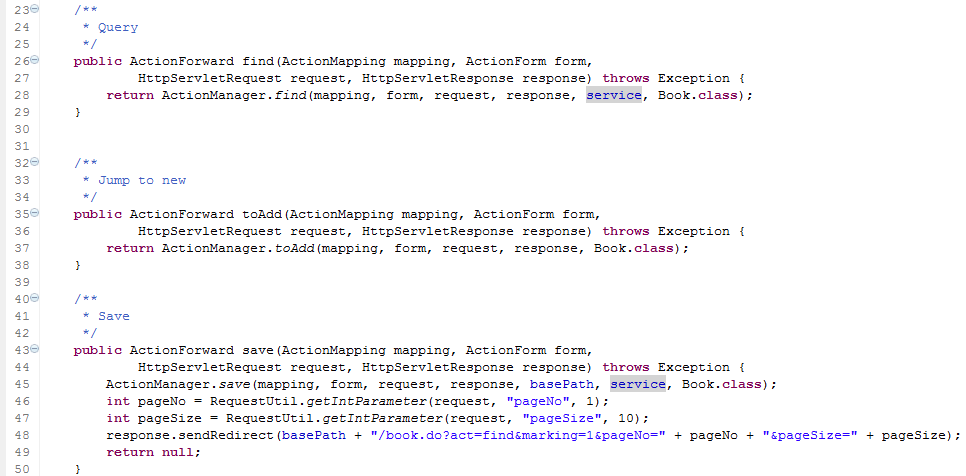 23 /**
24 * Query
25 */
26 public ActionForward find(ActionMapping mapping, ActionForm form,
27 HttpServletRequest request, HttpServletResponse response) throws Exception {
28 return ActionManager.find(mapping, form, request, response, service, Book.class);
29 }
30
31
32 /**
33 * Jump to new
34 */
35 public ActionForward toAdd(ActionMapping mapping, ActionForm form,
36 HttpServletRequest request, HttpServletResponse response) throws Exception {
37 return ActionManager.toAdd(mapping, form, request, response, Book.class);
38 }
39
40 /**
41 * Save
42 */
43 public ActionForward save(ActionMapping mapping, ActionForm form,
44 HttpServletRequest request, HttpServletResponse response) throws Exception {
45 ActionManager.save(mapping, form, request, response, basePath, service, Book.class);
46 int pageNo = RequestUtil.getIntParameter(request, "pageNo", 1);
47 int pageSize = RequestUtil.getIntParameter(request, "pageSize", 10);
48 response.sendRedirect(basePath + "/book.do?act=find&marking=1&pageNo=" + pageNo + "&pageSize=" + pageSize);
49 return null;
50 }